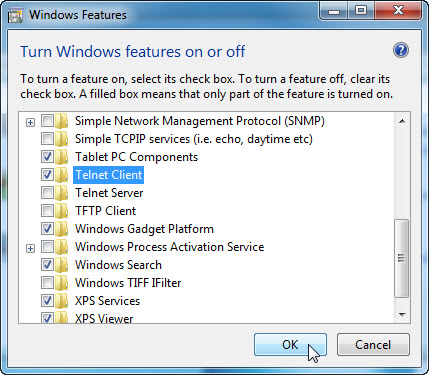 Windows Features
Turn Windows features on or off
To turn a feature on, select its check box. To turn a feature off, clear its
check box. A filled box means that only part of the feature is turned on.
Simple Network Management Protocol (SNMP)
Simple TCPIP services (i.e. echo, daytime etc)
Tablet PC Components
Telnet Client
Telnet Server
TFTP Client
Windows Gadget Platform
Windows Process Activation Service
Windows Search
Windows TIFF IFilter
XPS Services
XPS Viewer
OK
Cancel